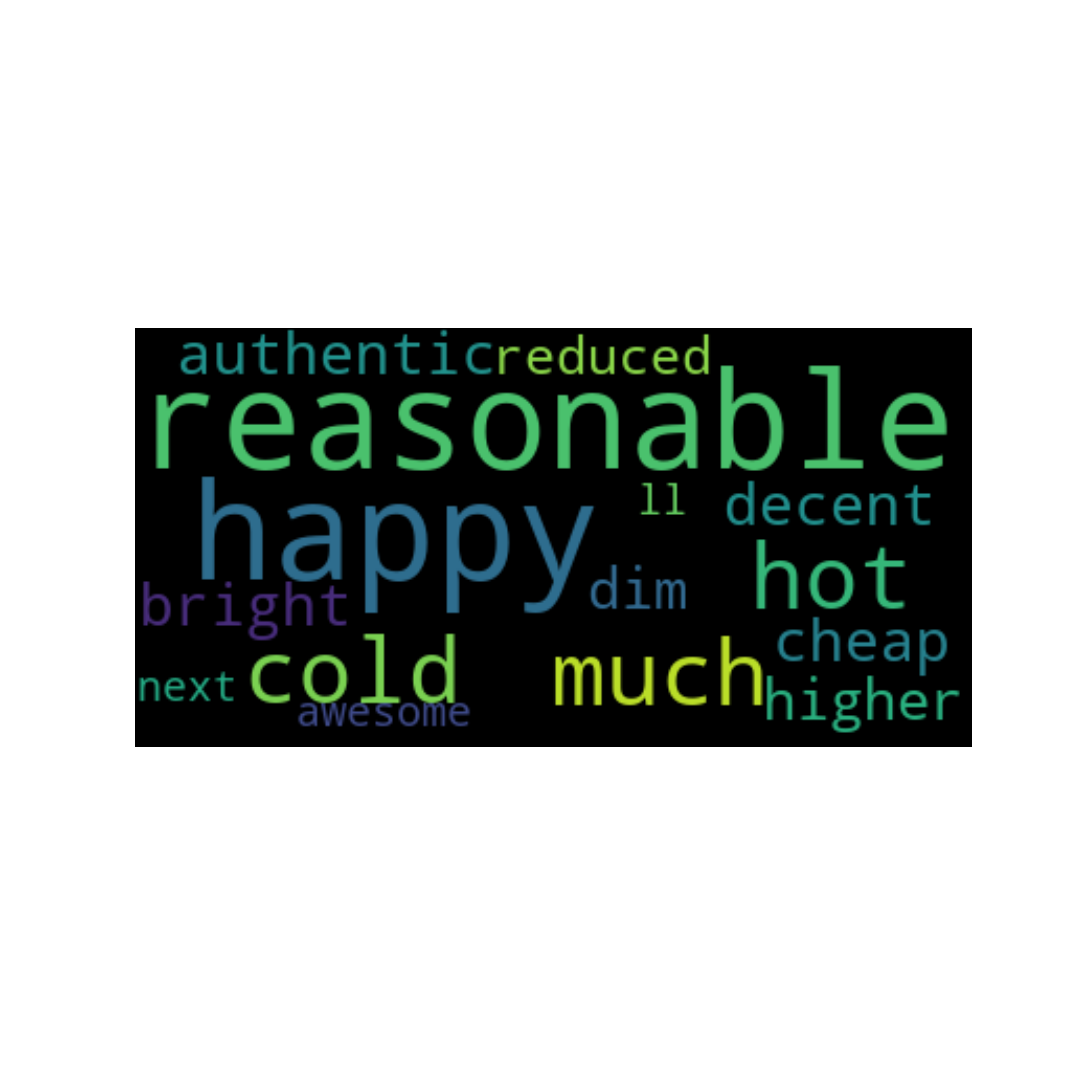 authentic reduced
reasonable
happy ll decent
bright dim hot
cheap
next cold much higher
awesome